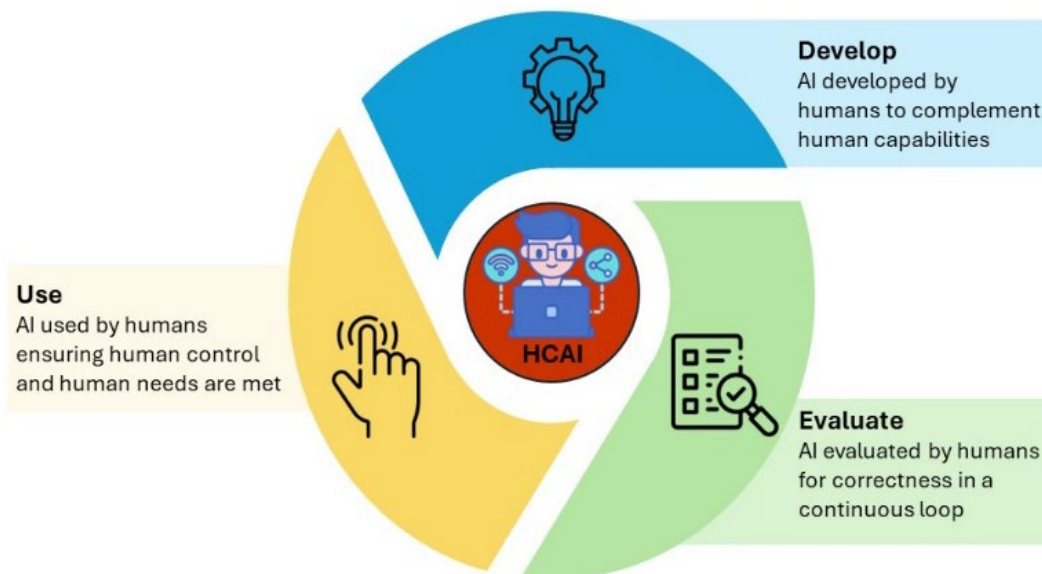 Develop
AI developed by
humans to complement
human capabilities
Use
AI used by humans
ensuring human control
and human needs are met
HCAI
Evaluate
AI evaluated by humans
for correctness in a
continuous loop